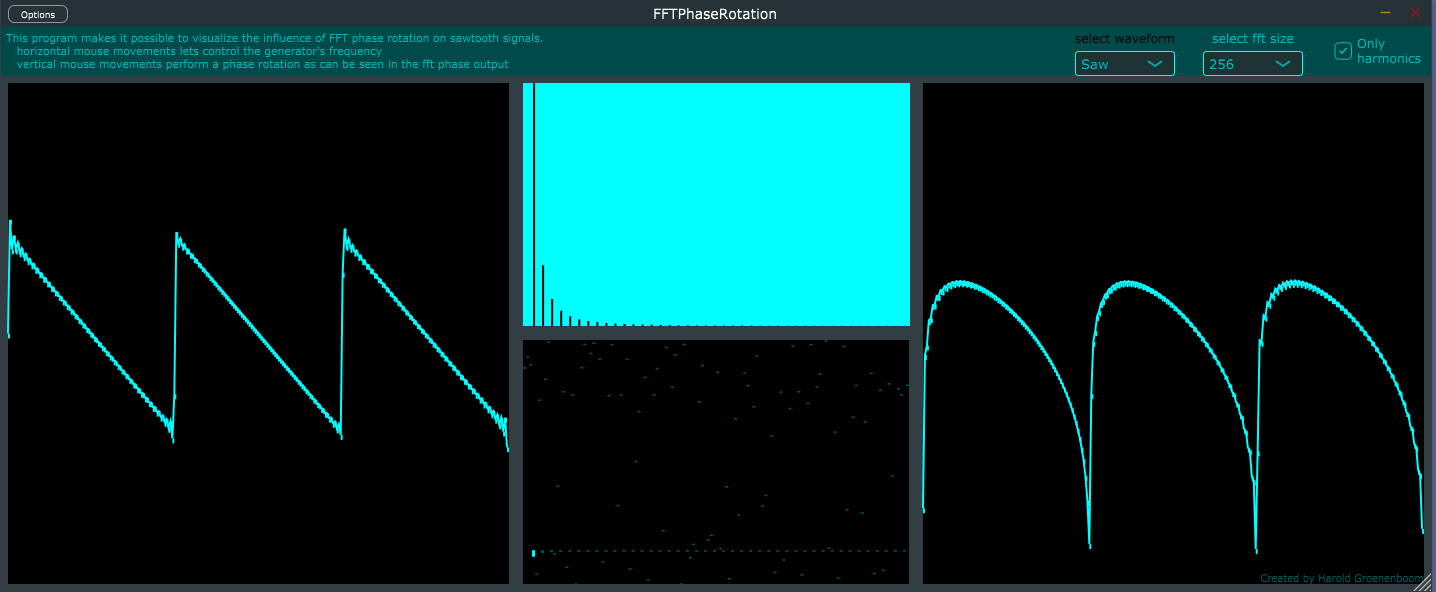 Options
FFTPhaseRotation
This program makes it possible to visualize the influence of FFT phase rotation on sawtooth signals.
horizontal mouse movements lets control the generator's frequency
vertical mouse movements perform a phase rotation as can be seen in the fft phase output
select waveform
Saw
select fft size
256
Only
harmonics
Created by Harold Groenenboom